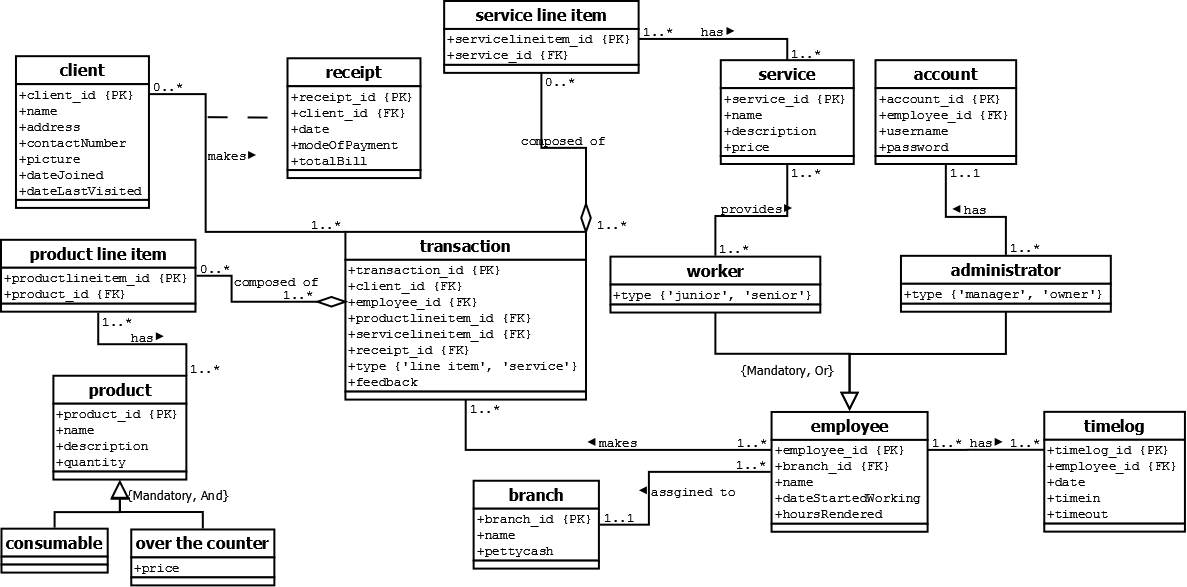 service line item
+servicelineitem_id {PK}
+service_id {FK}
1..*
has
1..*
0..*
composed of
1..*
client
+client_id {PK}
+name
+address
+contactNumber
+picture
+dateJoined
+dateLastVisited
0..*
makes
1..*
receipt
+receipt_id {PK}
+client_id {FK}
+date
+modeOfPayment
+totalBill
service
+service_id {PK}
+name
+description
+price
1..*
provides
1..*
account
+account_id {PK}
+employee_id {FK}
+username
+password
1..1
has
1..*
product line item
+productlineitem_id {PK}
+product_id {FK}
0..*
composed of
1..*
1..*
has
1..*
transaction
+transaction_id {PK}
+client_id {FK}
+employee_id {FK}
+productlineitem_id {FK}
+servicelineitem_id {FK}
+receipt_id {FK}
+type {'line item', 'service'}
+feedback
1..*
makes
1..*
worker
+type {'junior', 'senior'}
administrator
+type {'manager', 'owner'}
{Mandatory, Or}
product
+product_id {PK}
+name
+description
+quantity
{Mandatory, And}
consumable
over the counter
+price
branch
+branch_id {PK}
+name
+pettycash
1..1
assgined to
1..*
employee
+employee_id {PK}
+branch_id {FK}
+name
+dateStartedWorking
+hoursRendered
1..*
has
1..*
timelog
+timelog_id {PK}
+employee_id {FK}
+date
+timein
+timeout